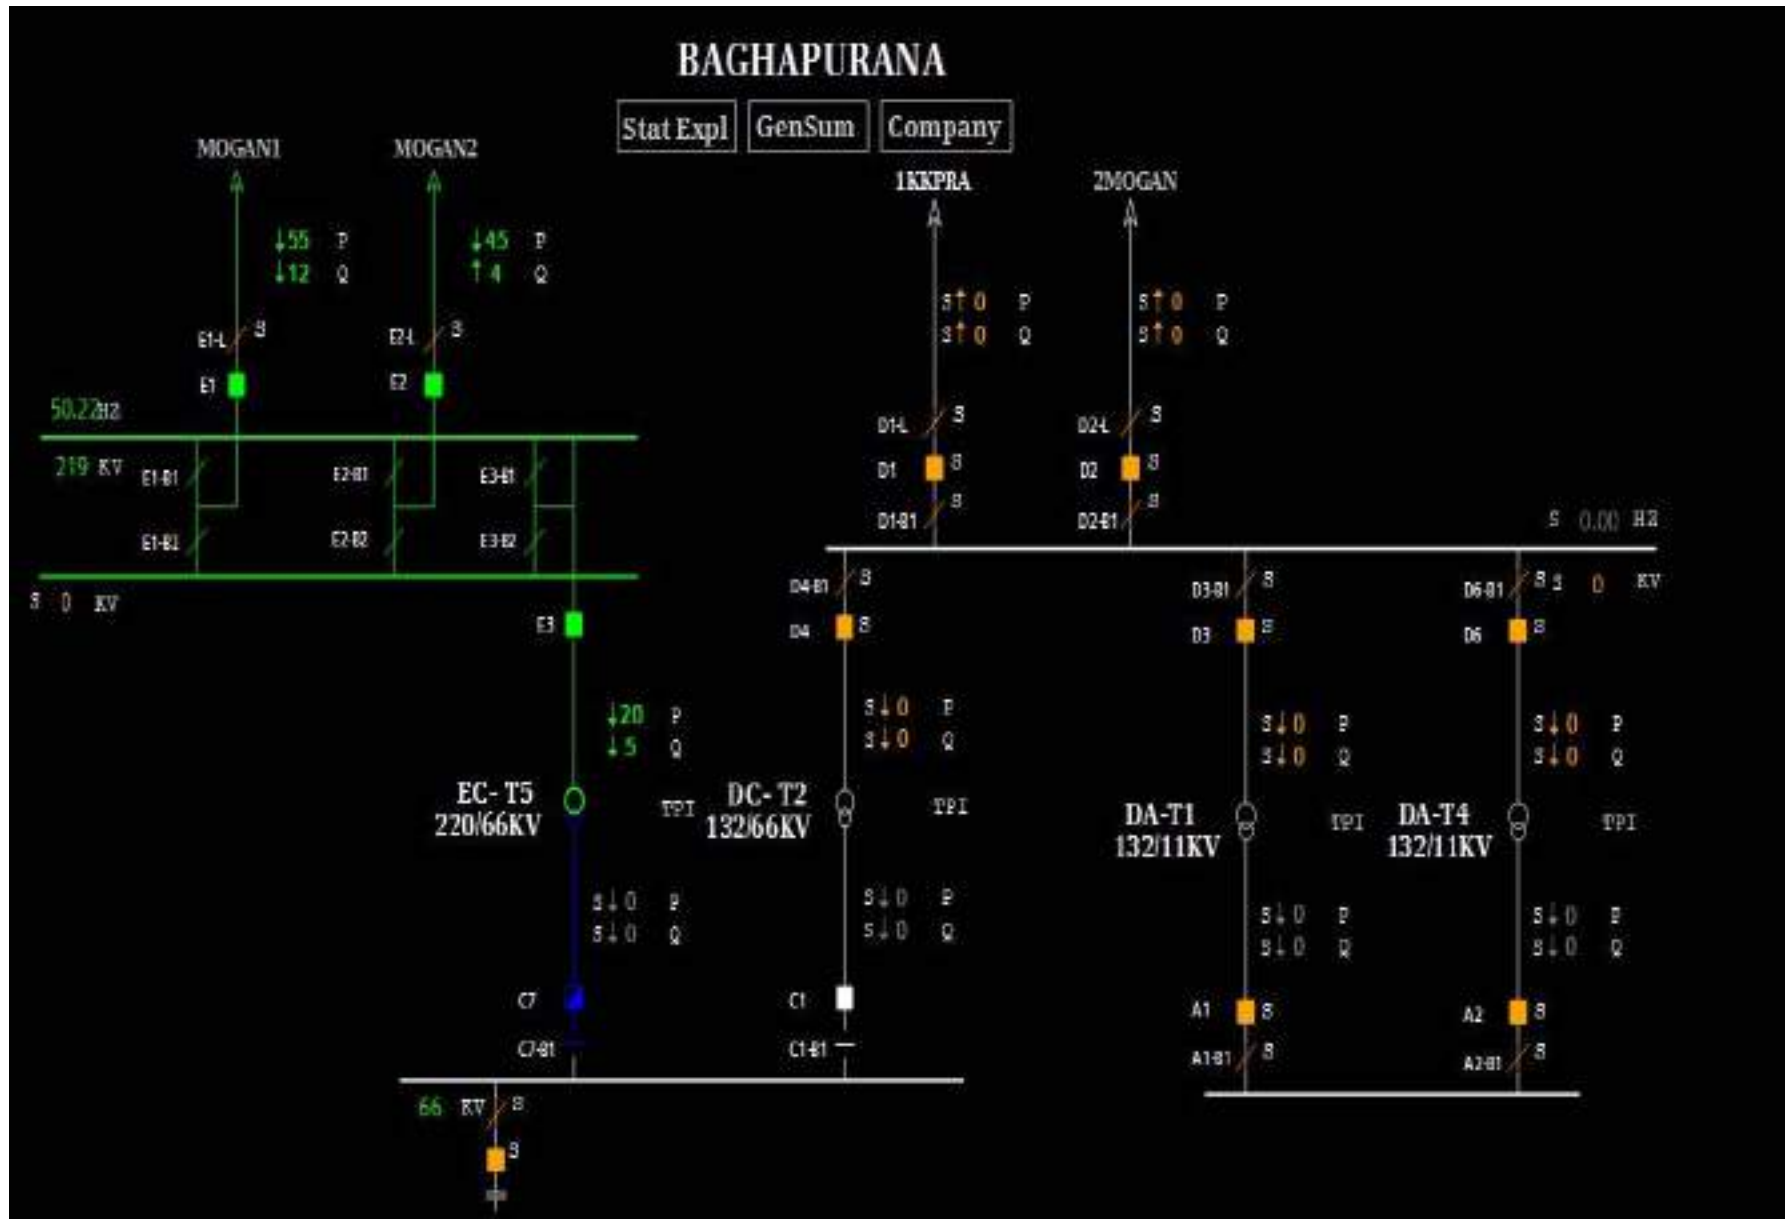 BAGHAPURANA
Stat Expl GenSum Company
MOGAN1 MOGAN2
1KKPRA 2MOGAN
↓55 P ↓45 P
↓12 Q ↑4 Q
S↑0 P S↑0 P
S↑0 Q S↑0 Q
E1-L S E2-L S
E1 E2
50.22HZ
D1-L S D2-L S
219 KV E1-B1 E2-B1 E3-B1
D1 S D2 S
D1-B1 S D2-B1 S
S 0.00 HZ
E1-B2 E2-B2 E3-B2
S 0 KV
D4-B1 S D3-B1 S D6-B1 S S 0 KV
E3 D4 S D3 S D6 S
↓20 P S↓0 P S↓0 P S↓0 P
↓5 Q S↓0 Q S↓0 Q S↓0 Q
EC-T5 TPI DC-T2 TPI DA-T1 TPI DA-T4 TPI
220/66KV 132/66KV 132/11KV 132/11KV
S↓0 P S↓0 P S↓0 P S↓0 P
S↓0 Q S↓0 Q S↓0 Q S↓0 Q
C7 C1 A1 S A2 S
C7-B1 C1-B1 A1-B1 S A2-B1 S
66 KV S
S